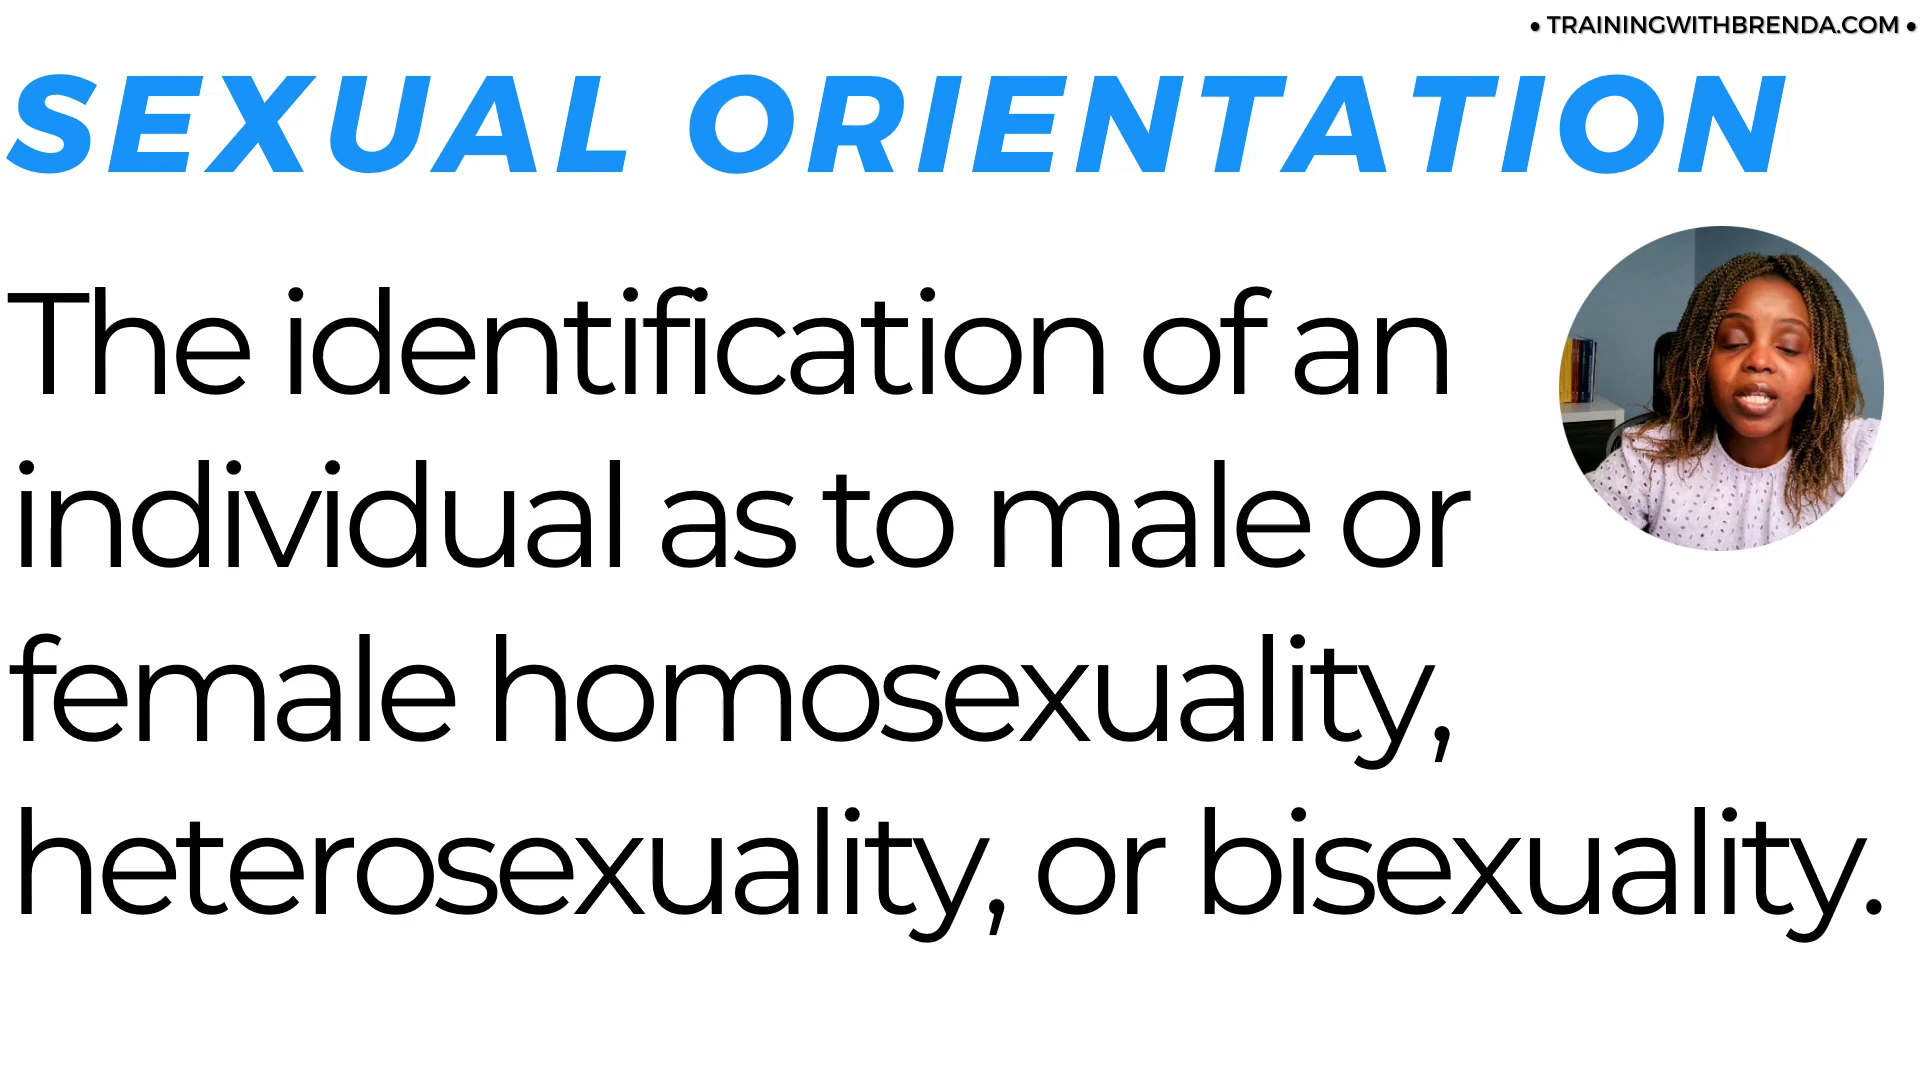 • TRAININGWITHBRENDA.COM •
SEXUAL ORIENTATION
The identification of an
individual as to male or
female homosexuality,
heterosexuality, or bisexuality.